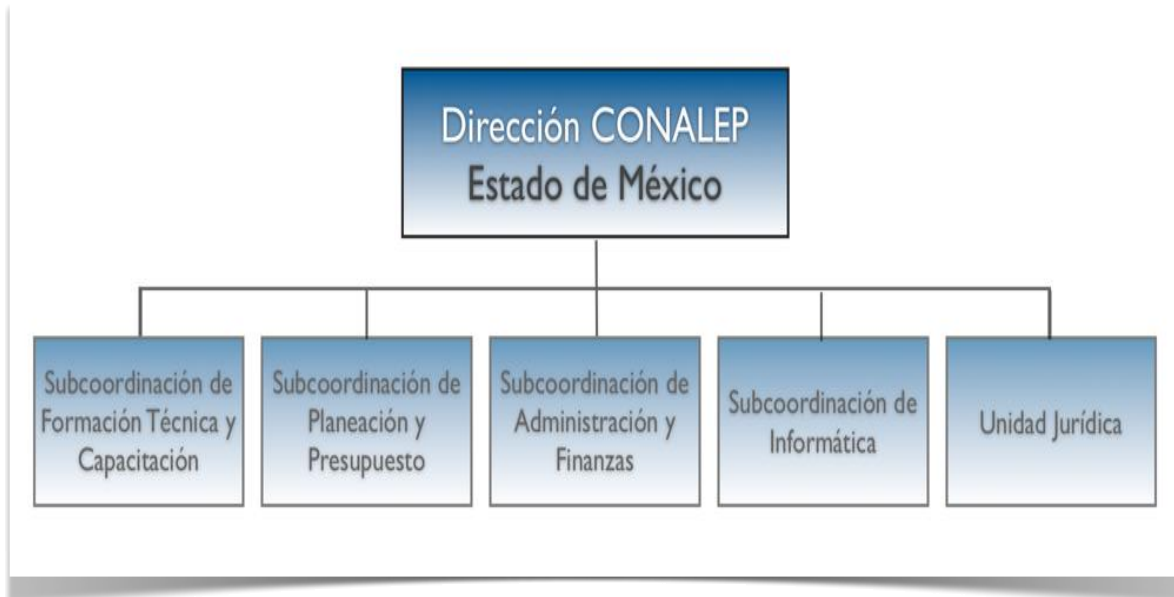 Dirección CONALEP
Estado de México
Subcoordinación de
Formación Técnica y
Capacitación
Subcoordinación de
Planeación y
Presupuesto
Subcoordinación de
Administración y
Finanzas
Subcoordinación de
Informática
Unidad Jurídica